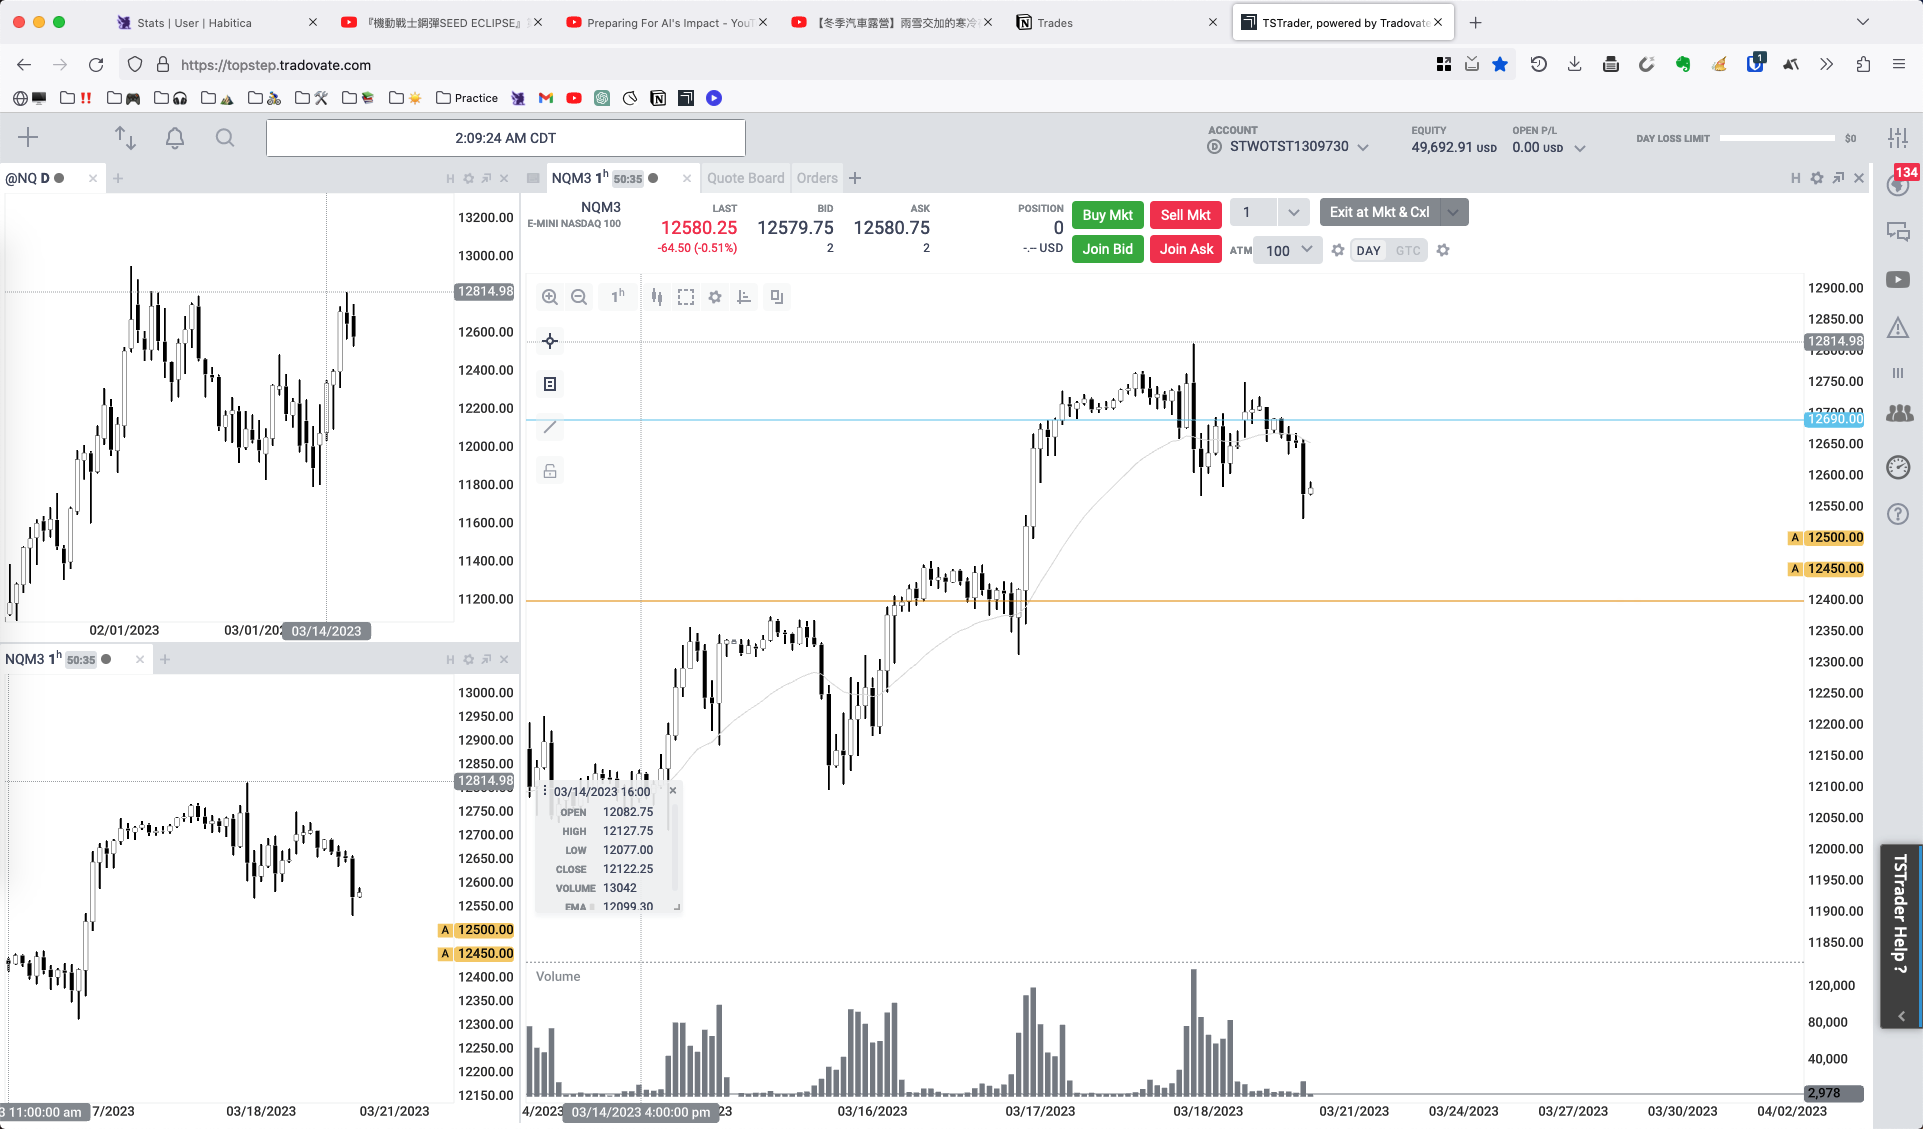 Stats | User | Habitica
『機動戰士鋼彈SEED ECLIPSE』
Preparing For AI's Impact - YouT
【冬季汽車露營】雨雪交加的寒冷
Trades
TSTrader, powered by Tradovate
https://topstep.tradovate.com
1
Practice
2:09:24 AM CDT
ACCOUNT
D STWOTST1309730
EQUITY
49,692.91 USD
OPEN P/L
0.00 USD
DAY LOSS LIMIT
$0
134
@NQ D
H
13200.00
13000.00
12814.98
12600.00
12400.00
12200.00
12000.00
11800.00
11600.00
11400.00
11200.00
02/01/2023
03/01/202
03/14/2023
NQM3 1h 50:35
H
13000.00
12950.00
12900.00
12850.00
12814.98
12750.00
12700.00
12650.00
12600.00
12550.00
A 12500.00
A 12450.00
12400.00
12350.00
12300.00
12250.00
12200.00
12150.00
3 11:00:00 am
7/2023
03/18/2023
03/21/2023
NQM3 1h 50:35
Quote Board
Orders
H
NQM3
E-MINI NASDAQ 100
LAST
12580.25
-64.50 (-0.51%)
BID
12579.75
2
ASK
12580.75
2
POSITION
0
-.-- USD
Buy Mkt
Sell Mkt
1
Exit at Mkt & Cxl
Join Bid
Join Ask
ATM
100
DAY
GTC
1h
12900.00
12850.00
12814.98
12800.00
12750.00
12700.00
12690.00
12650.00
12600.00
12550.00
A 12500.00
A 12450.00
12400.00
12350.00
12300.00
12250.00
12200.00
12150.00
12100.00
12050.00
12000.00
11950.00
11900.00
11850.00
03/14/2023 16:00
OPEN 12082.75
HIGH 12127.75
LOW 12077.00
CLOSE 12122.25
VOLUME 13042
EMA 12099.30
Volume
120,000
80,000
40,000
2,978
4/2023
03/14/2023 4:00:00 pm
2023
03/16/2023
03/17/2023
03/18/2023
03/21/2023
03/24/2023
03/27/2023
03/30/2023
04/02/2023
TSTrader Help ?